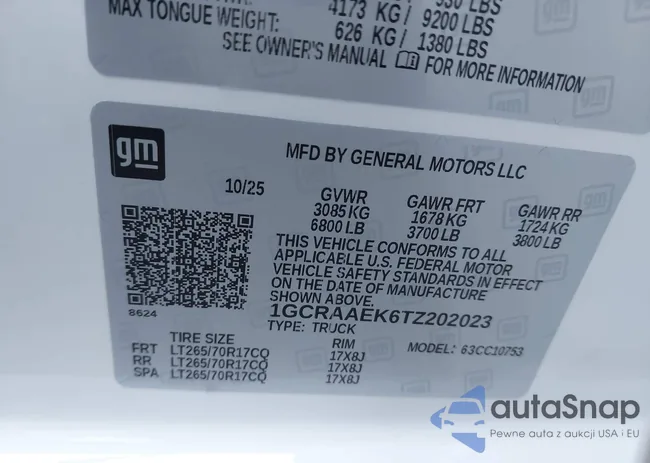 4173 KG/ 9200 LBS
MAX TONGUE WEIGHT: 626 KG/ 1380 LBS
SEE OWNER'S MANUAL FOR MORE INFORMATION
gm
MFD BY GENERAL MOTORS LLC
10/25 GVWR GAWR FRT GAWR RR
3085 KG 1678 KG 1724 KG
6800 LB 3700 LB 3800 LB
THIS VEHICLE CONFORMS TO ALL
APPLICABLE U.S. FEDERAL MOTOR
VEHICLE SAFETY STANDARDS IN EFFECT
ON THE DATE OF MANUFACTURE
SHOWN ABOVE.
1GCRAAEK6TZ202023
8624
TYPE: TRUCK
TIRE SIZE RIM MODEL: 63CC10753
FRT LT265/70R17CQ 17X8J
RR LT265/70R17CQ 17X8J
SPA LT265/70R17CQ 17X8J
autaSnap
Pewne auta z aukcji USA i EU